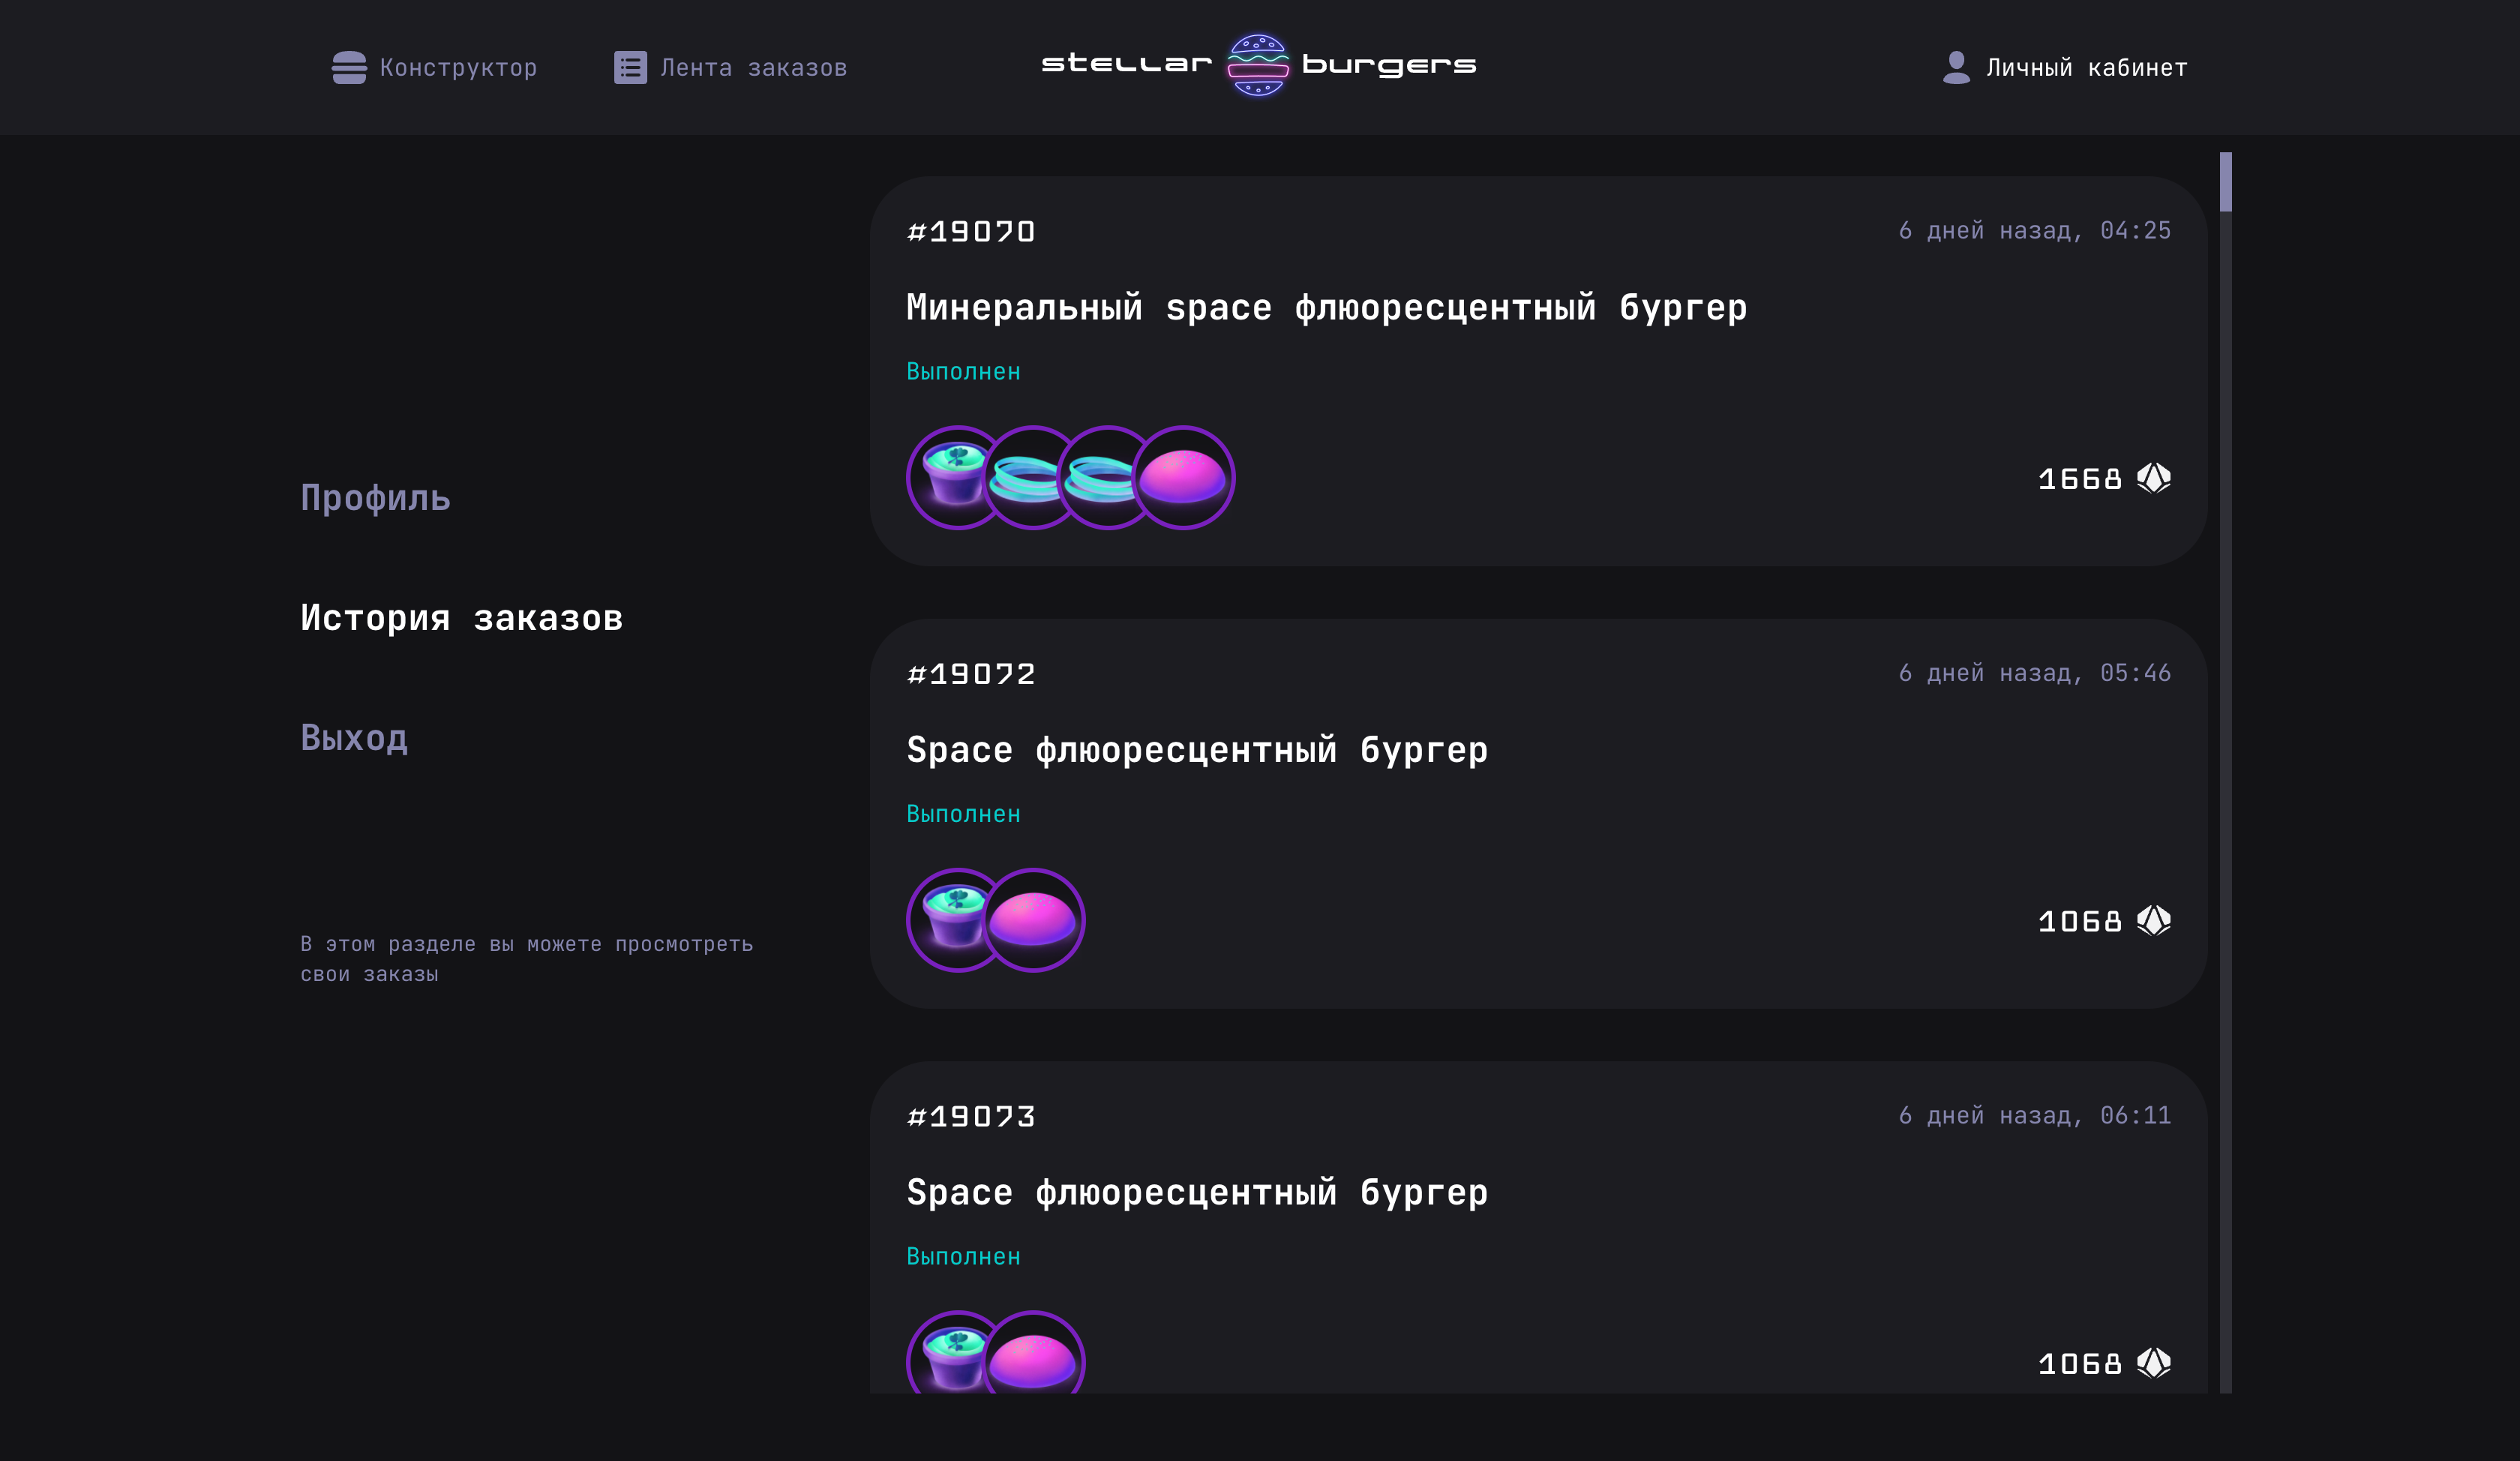 Конструктор
Лента заказов
stellar burgers
Личный кабинет
Профиль
История заказов
Выход
В этом разделе вы можете просмотреть
свои заказы
#19070
6 дней назад, 04:25
Минеральный space флюоресцентный бургер
Выполнен
1668
#19072
6 дней назад, 05:46
Space флюоресцентный бургер
Выполнен
1068
#19073
6 дней назад, 06:11
Space флюоресцентный бургер
Выполнен
1068